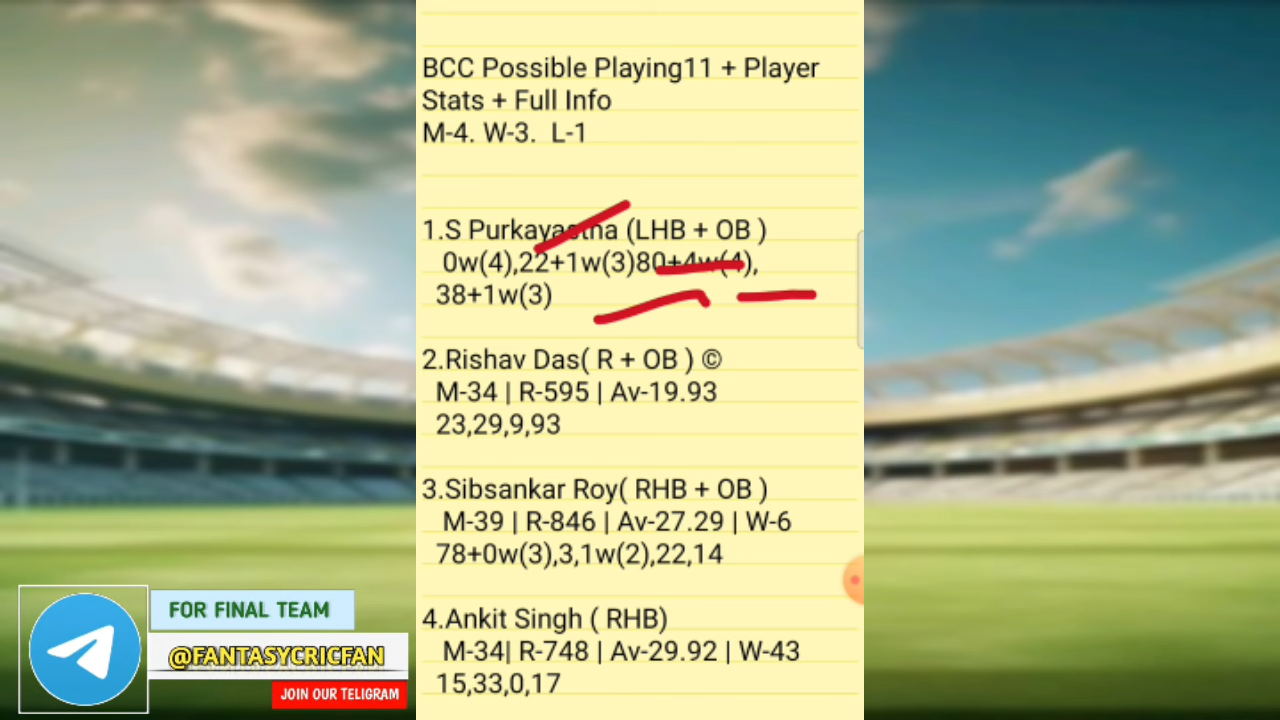 BCC Possible Playing11 + Player
Stats + Full Info
M-4. W-3.  L-1
1.S Purkayastha (LHB + OB )
0w(4),22+1w(3)80+4w(4),
38+1w(3)
2.Rishav Das( R + OB ) ©
M-34 | R-595 | Av-19.93
23,29,9,93
3.Sibsankar Roy( RHB + OB )
M-39 | R-846 | Av-27.29 | W-6
78+0w(3),3,1w(2),22,14
4.Ankit Singh ( RHB)
M-34| R-748 | Av-29.92 | W-43
15,33,0,17
FOR FINAL TEAM
@FANTASYCRICFAN
JOIN OUR TELIGRAM